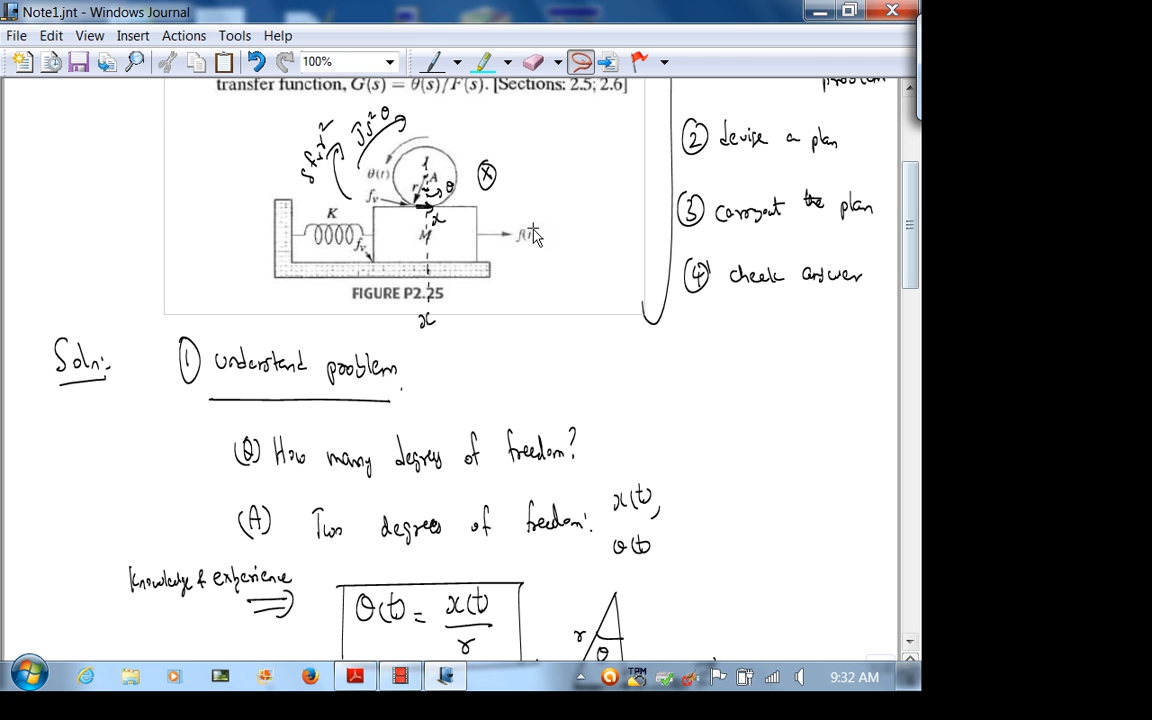 Note1.jnt - Windows Journal
File Edit View Insert Actions Tools Help
100%
transfer function, G(s) = θ(s)/F(s). [Sections: 2.5; 2.6]
problem
② devise a plan
③ carryout the plan
④ check answer
Js²θ
θ(t)
A
r
θ
fᵥ
x
K
M
fᵥ
FIGURE P2.25
x
Soln:
① understand problem.
(Q) How many degrees of freedom?
(A) Two degrees of freedom: x(t),
θ(t)
Knowledge & experience
θ(t) = x(t)/r
r
θ
9:32 AM